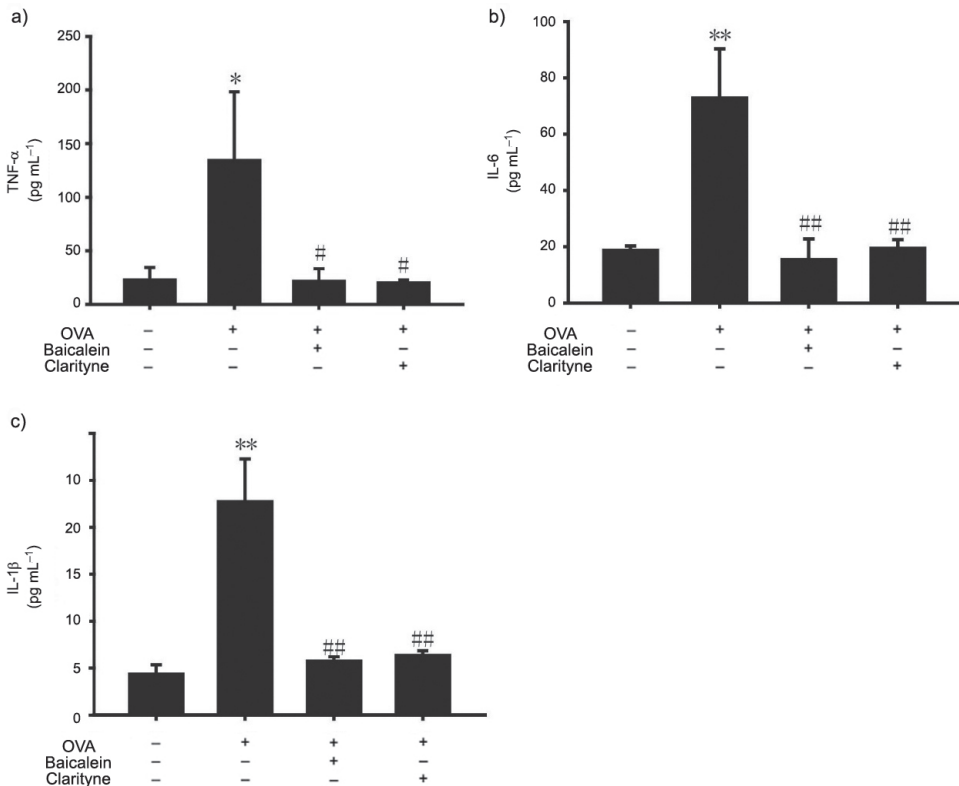 a)
250
200
150
100
50
0
TNF-α
(pg mL⁻¹)
*
#
#
OVA – + + +
Baicalein – – + –
Clarityne – – – +
b)
100
80
60
40
20
0
IL-6
(pg mL⁻¹)
**
##
##
OVA – + + +
Baicalein – – + –
Clarityne – – – +
c)
10
20
15
10
5
0
IL-1β
(pg mL⁻¹)
**
##
##
OVA – + + +
Baicalein – – + –
Clarityne – – – +